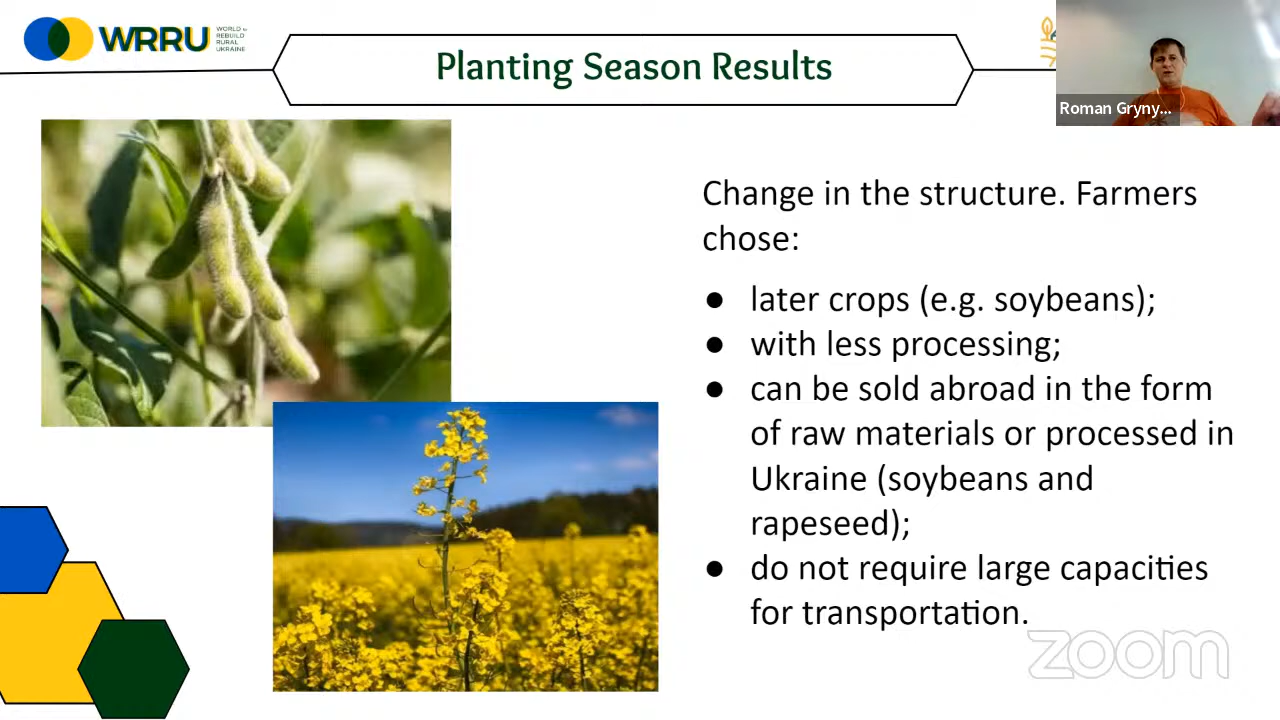 WRRU
WORLD to
REBUILD
RURAL
UKRAINE
Planting Season Results
Roman Gryny...
Change in the structure. Farmers
chose:
● later crops (e.g. soybeans);
● with less processing;
● can be sold abroad in the form
of raw materials or processed in
Ukraine (soybeans and
rapeseed);
● do not require large capacities
for transportation.
zoom